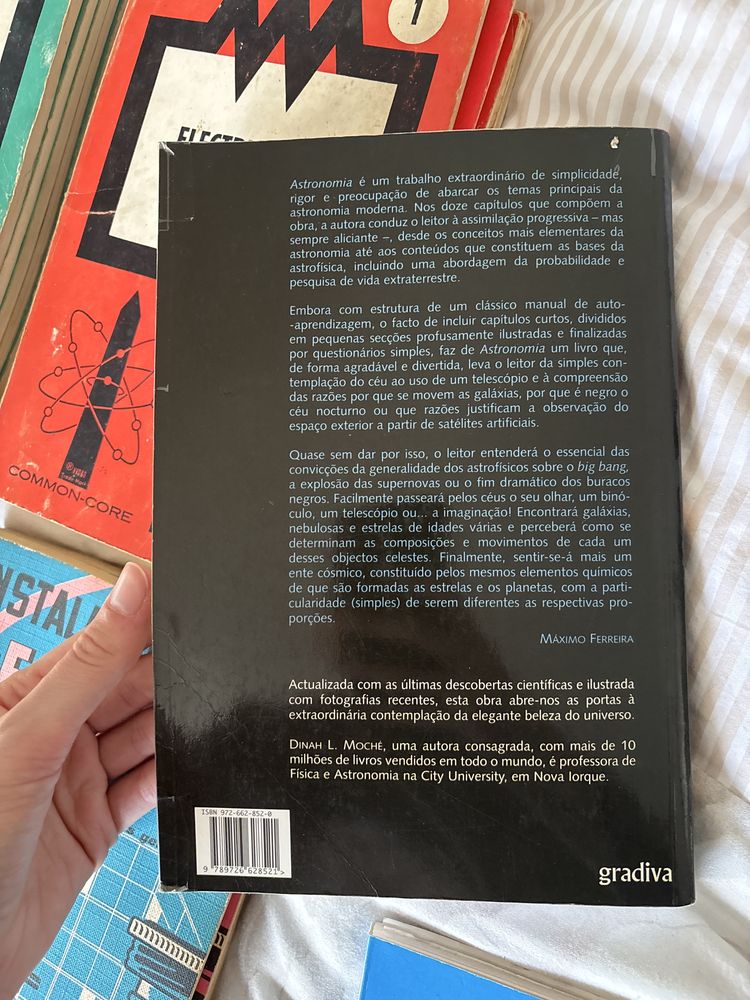 1
ELECTR
Astronomia é um trabalho extraordinário de simplicidade,
rigor e preocupação de abarcar os temas principais da
astronomia moderna. Nos doze capítulos que compõem a
obra, a autora conduz o leitor à assimilação progressiva – mas
sempre aliciante –, desde os conceitos mais elementares da
astronomia até aos conteúdos que constituem as bases da
astrofísica, incluindo uma abordagem da probabilidade e
pesquisa de vida extraterrestre.
Embora com estrutura de um clássico manual de auto-
-aprendizagem, o facto de incluir capítulos curtos, divididos
em pequenas secções profusamente ilustradas e finalizadas
por questionários simples, faz de Astronomia um livro que,
de forma agradável e divertida, leva o leitor da simples con-
templação do céu ao uso de um telescópio e à compreensão
das razões por que se movem as galáxias, por que é negro o
céu nocturno ou que razões justificam a observação do
espaço exterior a partir de satélites artificiais.
Quase sem dar por isso, o leitor entenderá o essencial das
convicções da generalidade dos astrofísicos sobre o big bang,
a explosão das supernovas ou o fim dramático dos buracos
negros. Facilmente passeará pelos céus o seu olhar, um binó-
culo, um telescópio ou... a imaginação! Encontrará galáxias,
nebulosas e estrelas de idades várias e perceberá como se
determinam as composições e movimentos de cada um
desses objectos celestes. Finalmente, sentir-se-á mais um
ente cósmico, constituído pelos mesmos elementos químicos
de que são formadas as estrelas e os planetas, com a parti-
cularidade (simples) de serem diferentes as respectivas pro-
porções.
MÁXIMO FERREIRA
Actualizada com as últimas descobertas científicas e ilustrada
com fotografias recentes, esta obra abre-nos as portas à
extraordinária contemplação da elegante beleza do universo.
DINAH L. MOCHÉ, uma autora consagrada, com mais de 10
milhões de livros vendidos em todo o mundo, é professora de
Física e Astronomia na City University, em Nova Iorque.
ISBN 972-662-852-0
9 789726 628521>
gradiva
COMMON-CORE
NSTAL